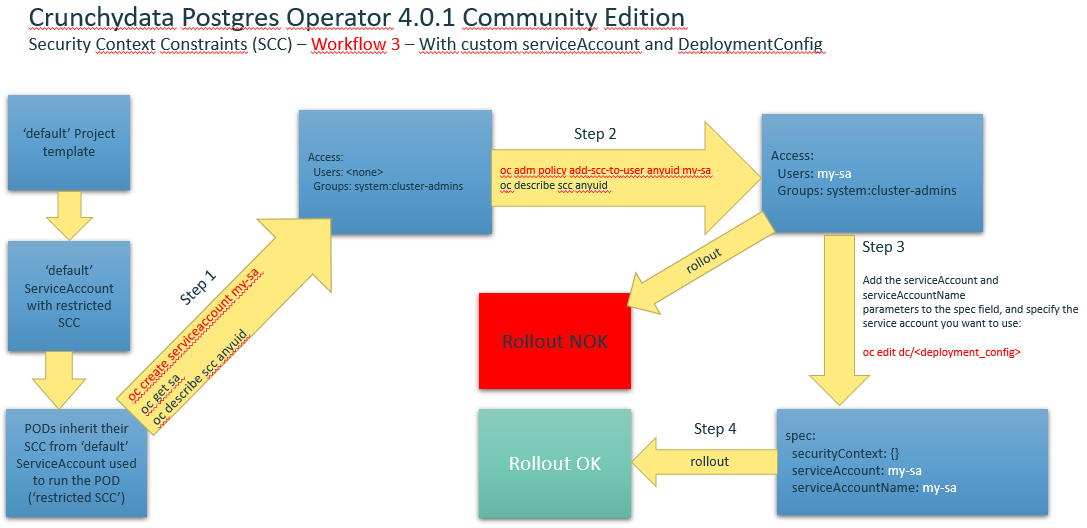 Crunchydata Postgres Operator 4.0.1 Community Edition
Security Context Constraints (SCC) – Workflow 3 – With custom serviceAccount and DeploymentConfig
‘default’ Project
template
‘default’
ServiceAccount
with restricted
SCC
PODs inherit their
SCC from ‘default’
ServiceAccount used
to run the POD
(‘restricted SCC’)
Step 1
oc create serviceaccount my-sa
oc get sa
oc describe scc anyuid
Access:
Users: <none>
Groups: system:cluster-admins
Step 2
oc adm policy add-scc-to-user anyuid my-sa
oc describe scc anyuid
Access:
Users: my-sa
Groups: system:cluster-admins
rollout
Rollout NOK
Step 3
Add the serviceAccount and
serviceAccountName
parameters to the spec field, and specify the
service account you want to use:
oc edit dc/<deployment_config>
spec:
securityContext: {}
serviceAccount: my-sa
serviceAccountName: my-sa
Step 4
rollout
Rollout OK